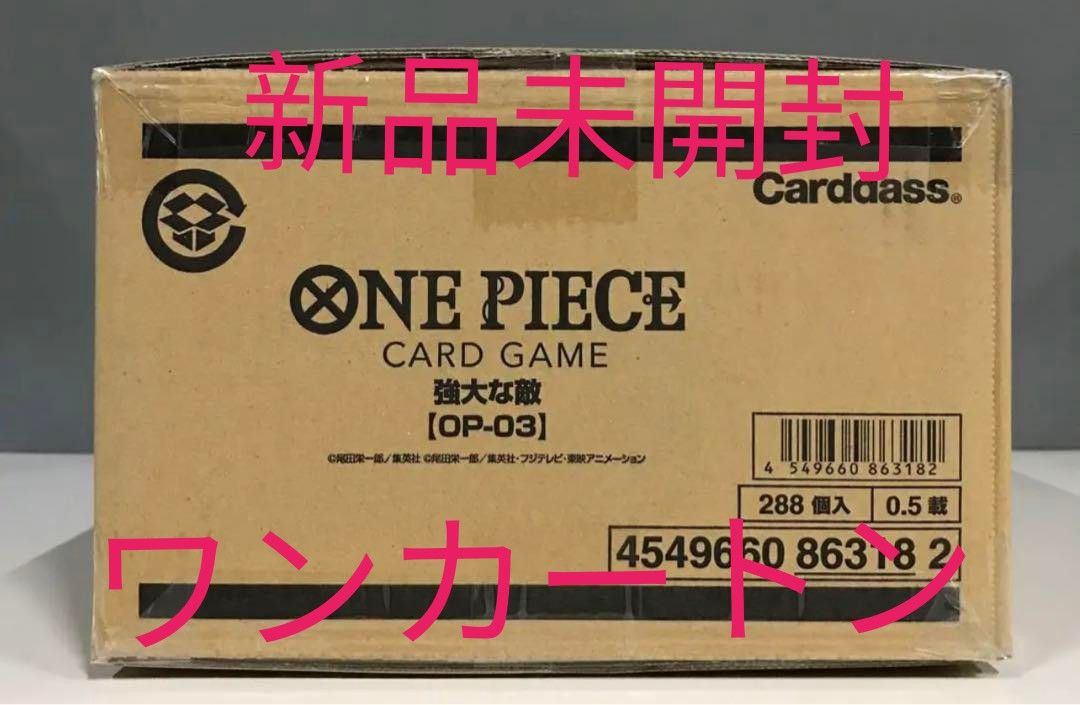 新品未開封
Carddass®
ONE PIECE
CARD GAME
強大な敵
【OP-03】
©尾田栄一郎／集英社 ©尾田栄一郎／集英社・フジテレビ・東映アニメーション
4 549660 863182
288 個入 0.5 載
4549660 86318 2
ワンカートン